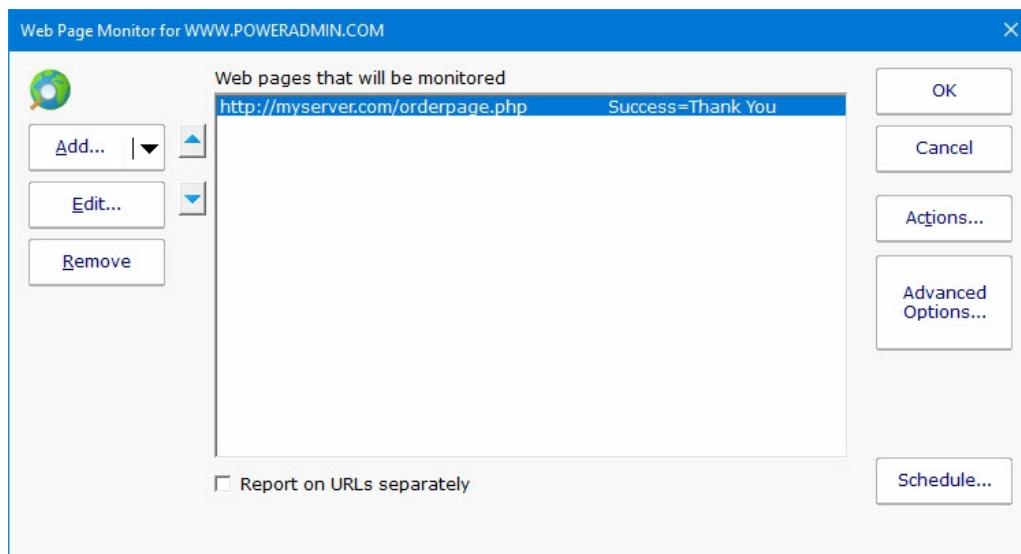 Web Page Monitor for WWW.POWERADMIN.COM
Web pages that will be monitored
http://myserver.com/orderpage.php Success=Thank You
Add...
Edit...
Remove
OK
Cancel
Actions...
Advanced
Options...
Schedule...
Report on URLs separately